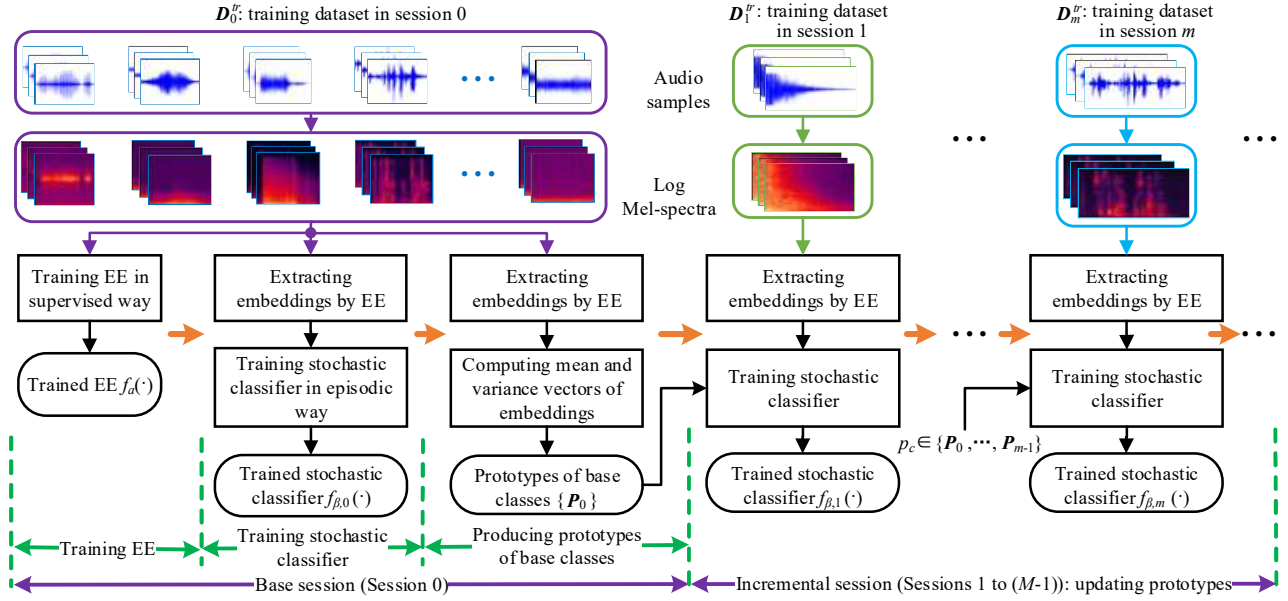 D₀ᵗʳ: training dataset in session 0
D₁ᵗʳ: training dataset
in session 1
Dₘᵗʳ: training dataset
in session m
Audio
samples
...
...
...
Log
Mel-spectra
...
Training EE in
supervised way
Extracting
embeddings by EE
Extracting
embeddings by EE
Extracting
embeddings by EE
Extracting
embeddings by EE
...
...
Trained EE fₐ(·)
Training stochastic
classifier in episodic
way
Computing mean and
variance vectors of
embeddings
Training stochastic
classifier
Training stochastic
classifier
p_c ∈ {P₀, ···, Pₘ₋₁}
Trained stochastic
classifier f_{β,0}(·)
Prototypes of base
classes {P₀}
Trained stochastic
classifier f_{β,1}(·)
Trained stochastic
classifier f_{β,m}(·)
Training EE
Training stochastic
classifier
Producing prototypes
of base classes
Base session (Session 0)
Incremental session (Sessions 1 to (M-1)): updating prototypes